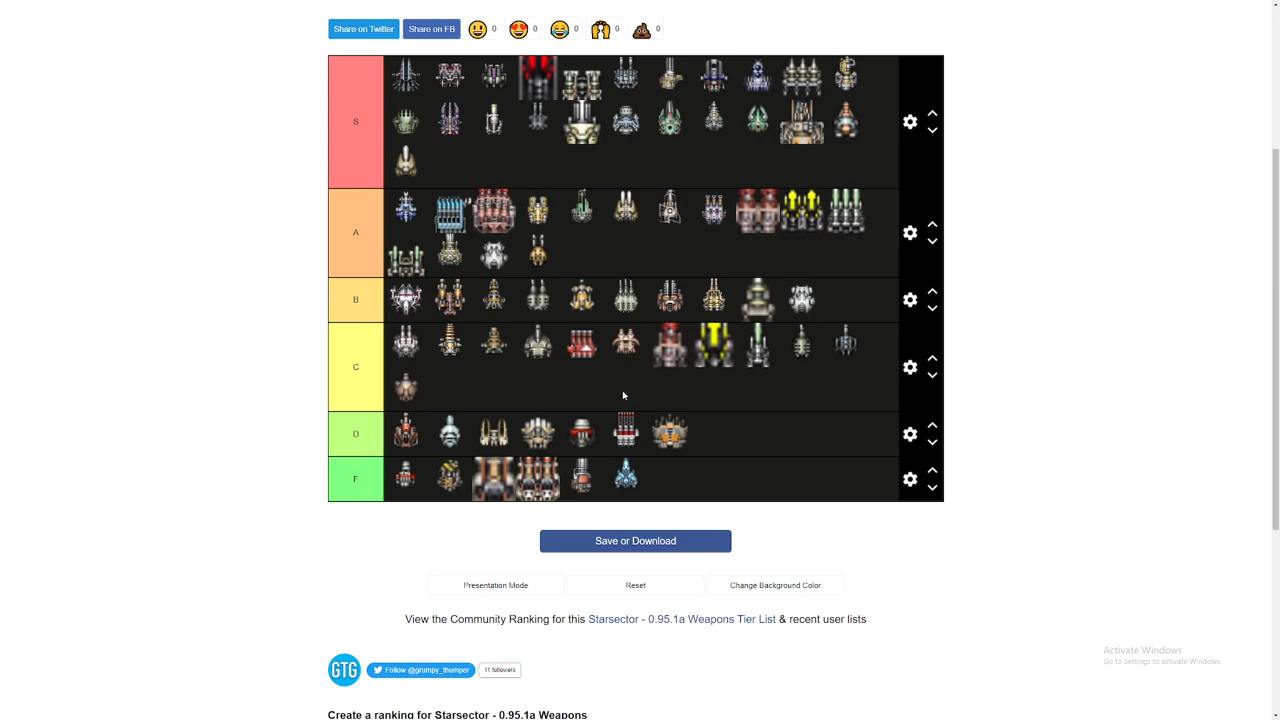 Share on Twitter Share on FB 0 0 0 0 0
S
A
B
C
D
F
Save or Download
Presentation Mode Reset Change Background Color
View the Community Ranking for this Starsector - 0.95.1a Weapons Tier List & recent user lists
Activate Windows
Go to Settings to activate Windows.
GTG Follow @grumpy_thumper 11 followers
Create a ranking for Starsector - 0.95.1a Weapons